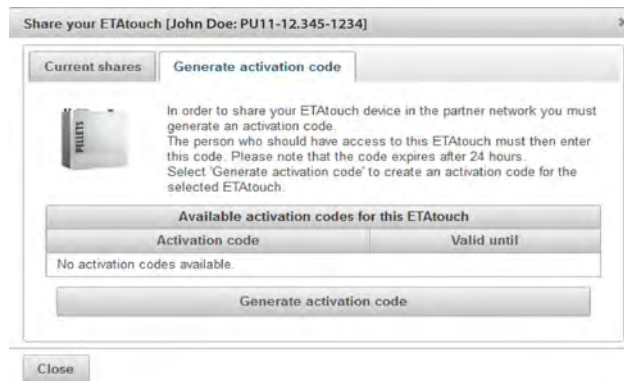 Share your ETAtouch [John Doe: PU11-12.345-1234]
Current shares
Generate activation code
PELLETS
In order to share your ETAtouch device in the partner network you must
generate an activation code.
The person who should have access to this ETAtouch must then enter
this code. Please note that the code expires after 24 hours.
Select 'Generate activation code' to create an activation code for the
selected ETAtouch.
Available activation codes for this ETAtouch
Activation code
Valid until
No activation codes available.
Generate activation code
Close